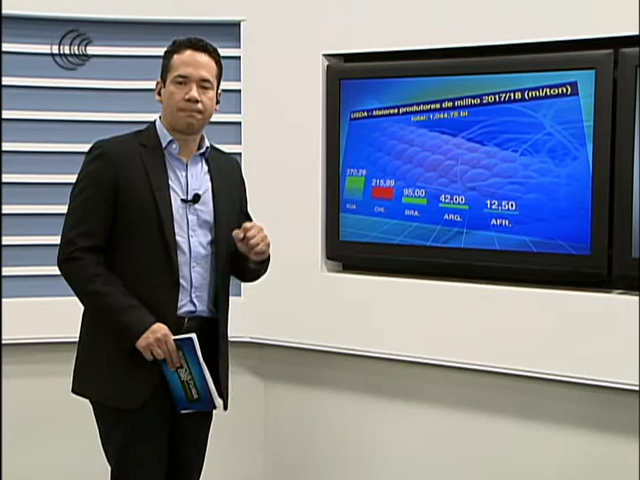 USDA - Maiores produtores de milho 2017/18 (mi/ton)
total: 1,044,75 bi
370,29
215,89
95,00
42,00
12,50
EUA
CHI.
BRA.
ARG.
AFR.